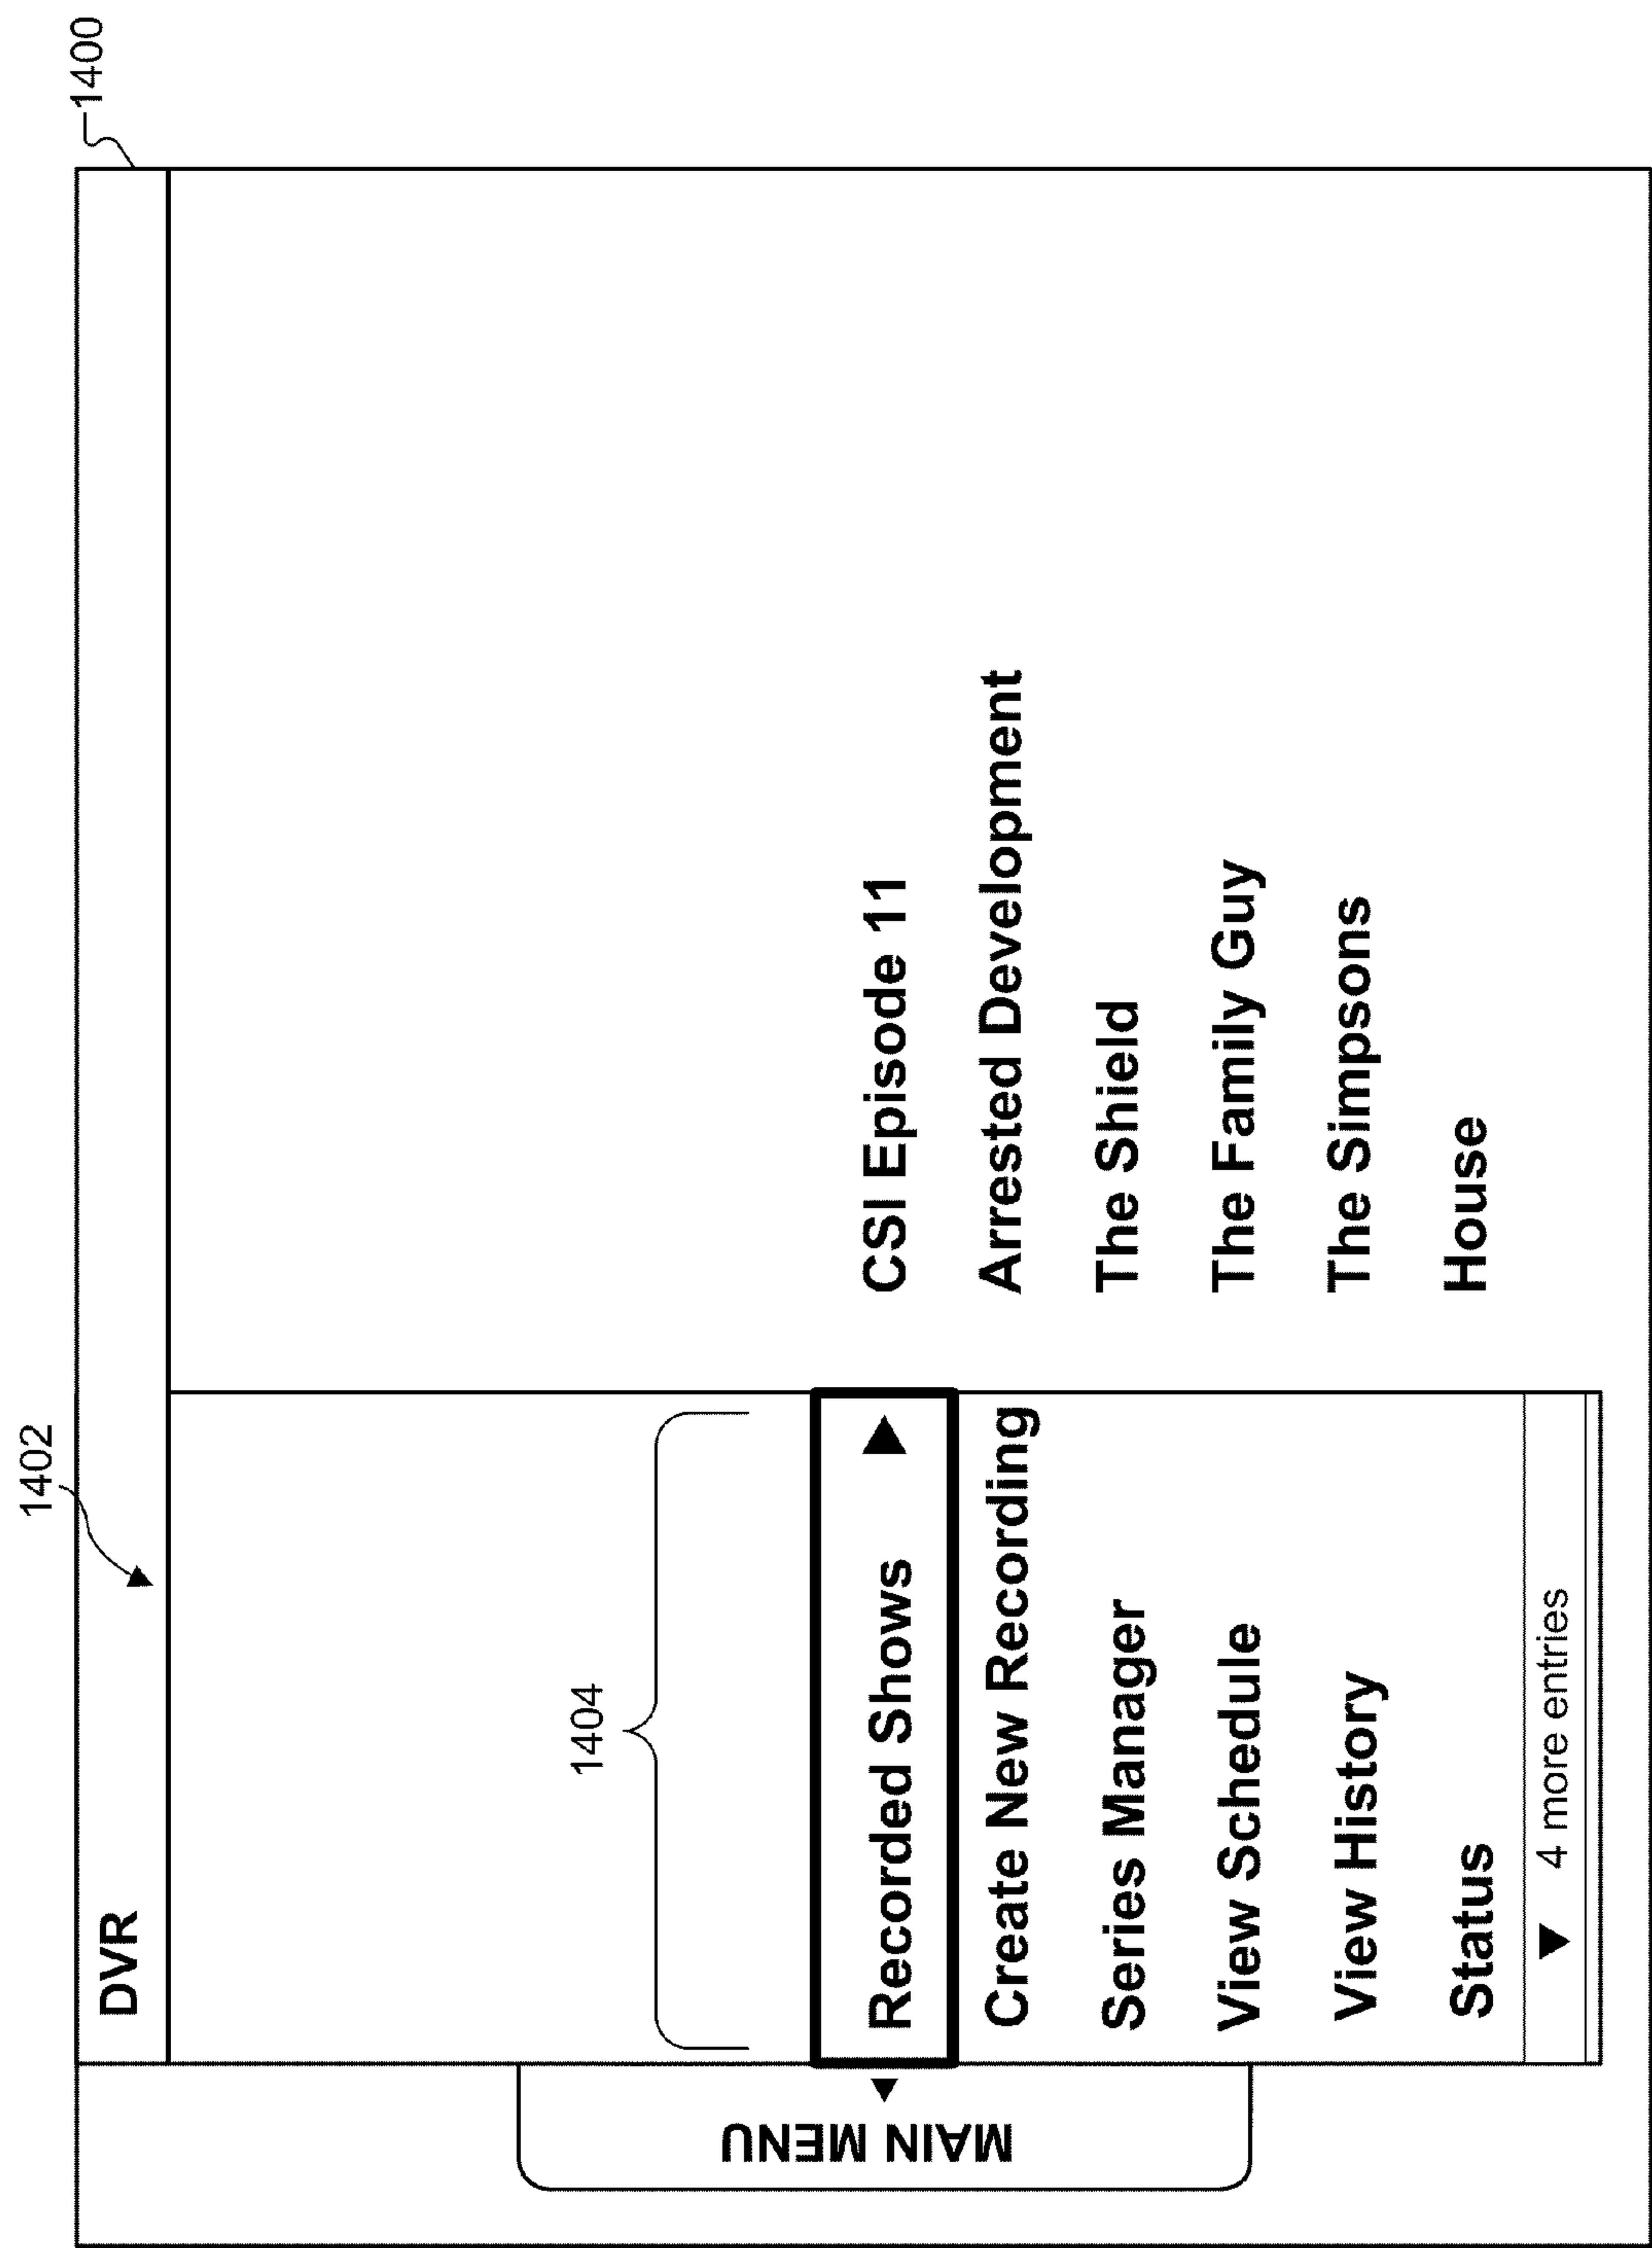 1400
1402
DVR
1404
MAIN MENU
Recorded Shows
Create New Recording
Series Manager
View Schedule
View History
Status
4 more entries
CSI Episode 11
Arrested Development
The Shield
The Family Guy
The Simpsons
House